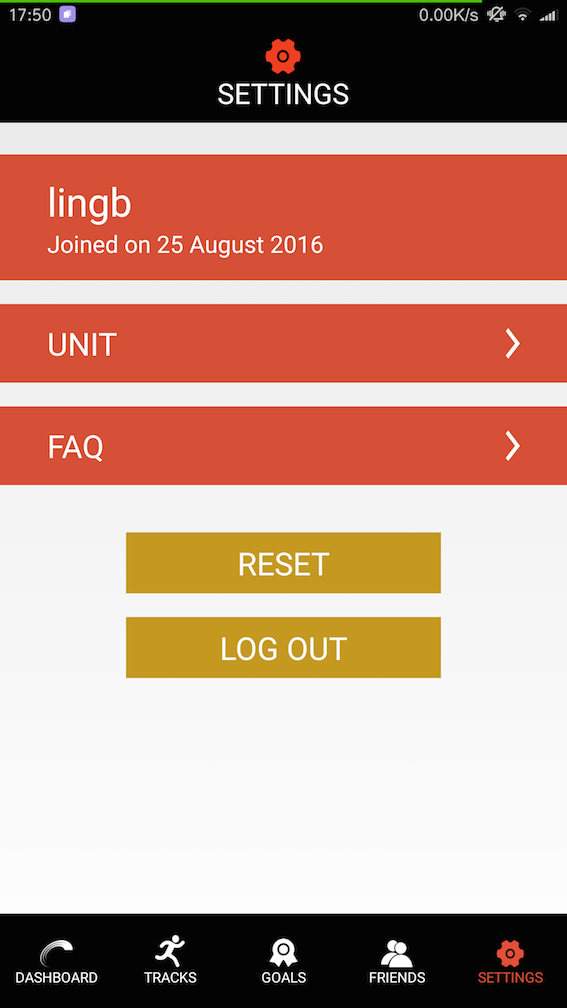 17:50 0.00K/s
SETTINGS
lingb
Joined on 25 August 2016
UNIT
FAQ
RESET
LOG OUT
DASHBOARD TRACKS GOALS FRIENDS SETTINGS